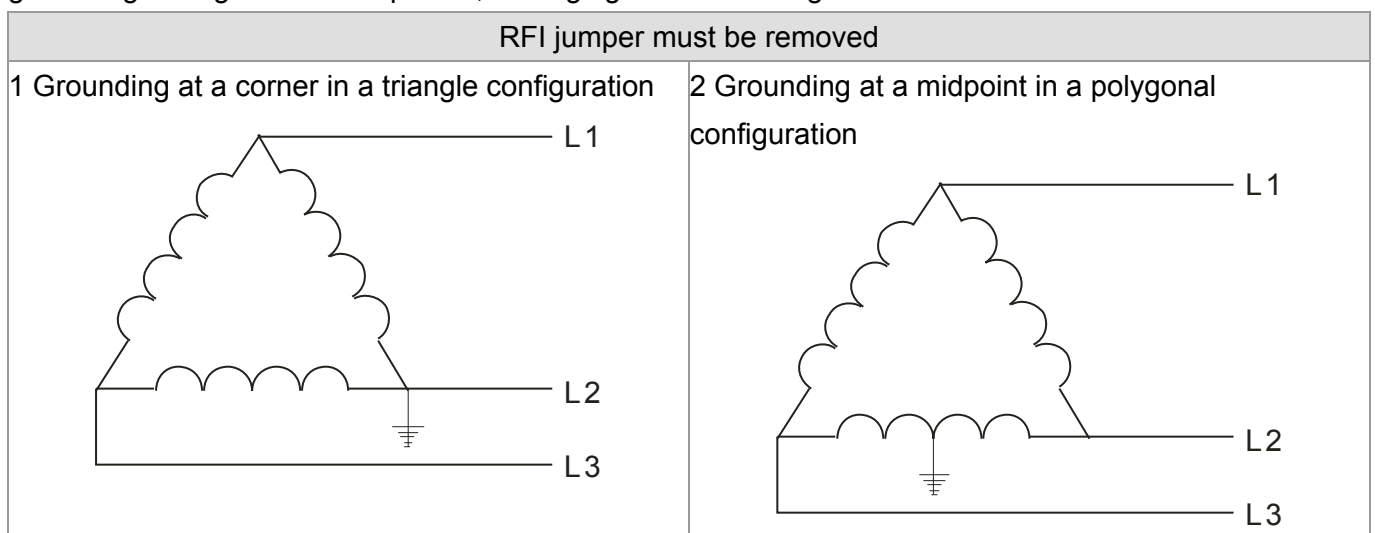 RFI jumper must be removed
1 Grounding at a corner in a triangle configuration
L1
L2
L3
2 Grounding at a midpoint in a polygonal
configuration
L1
L2
L3